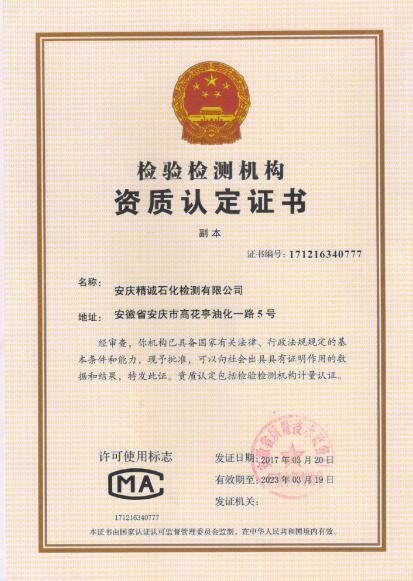 检验检测机构
资质认定证书
副本
证书编号：171216340777
名称：安庆精诚石化检测有限公司
地址：安徽省安庆市高花亭油化一路5号
经审查，你机构已具备国家有关法律、行政法规规定的基
本条件和能力，现予批准，可以向社会出具具有证明作用的数
据和结果，特发此证。资质认定包括检验检测机构计量认证。
许可使用标志
MA
171216340777
发证日期：2017年03月20日
有效期至：2023年03月19日
发证机关：
本证书由国家认证认可监督管理委员会监制，在中华人民共和国境内有效。